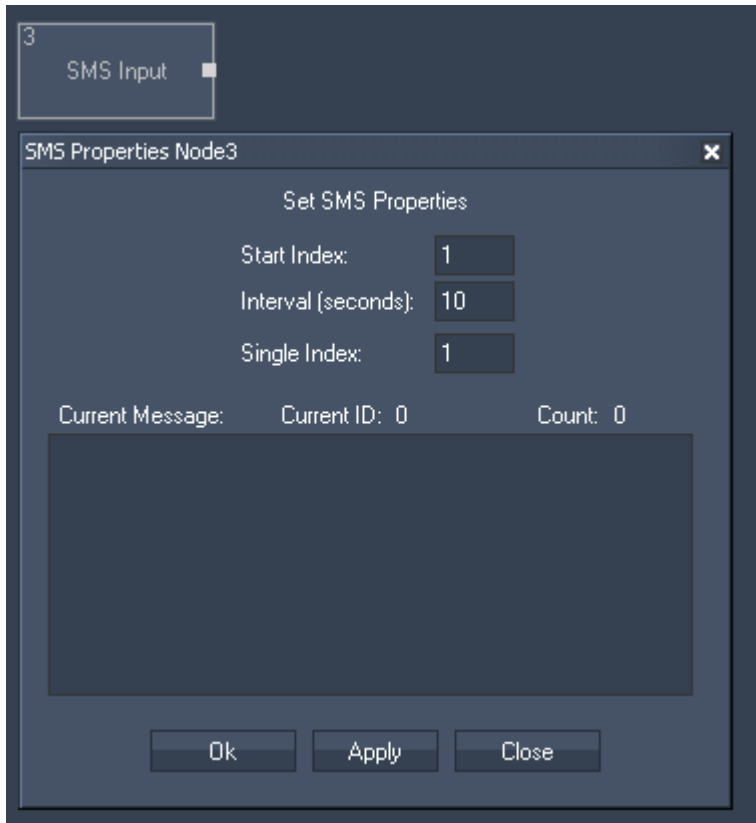 3
SMS Input
SMS Properties Node3
Set SMS Properties
Start Index: 1
Interval (seconds): 10
Single Index: 1
Current Message: Current ID: 0 Count: 0
Ok Apply Close